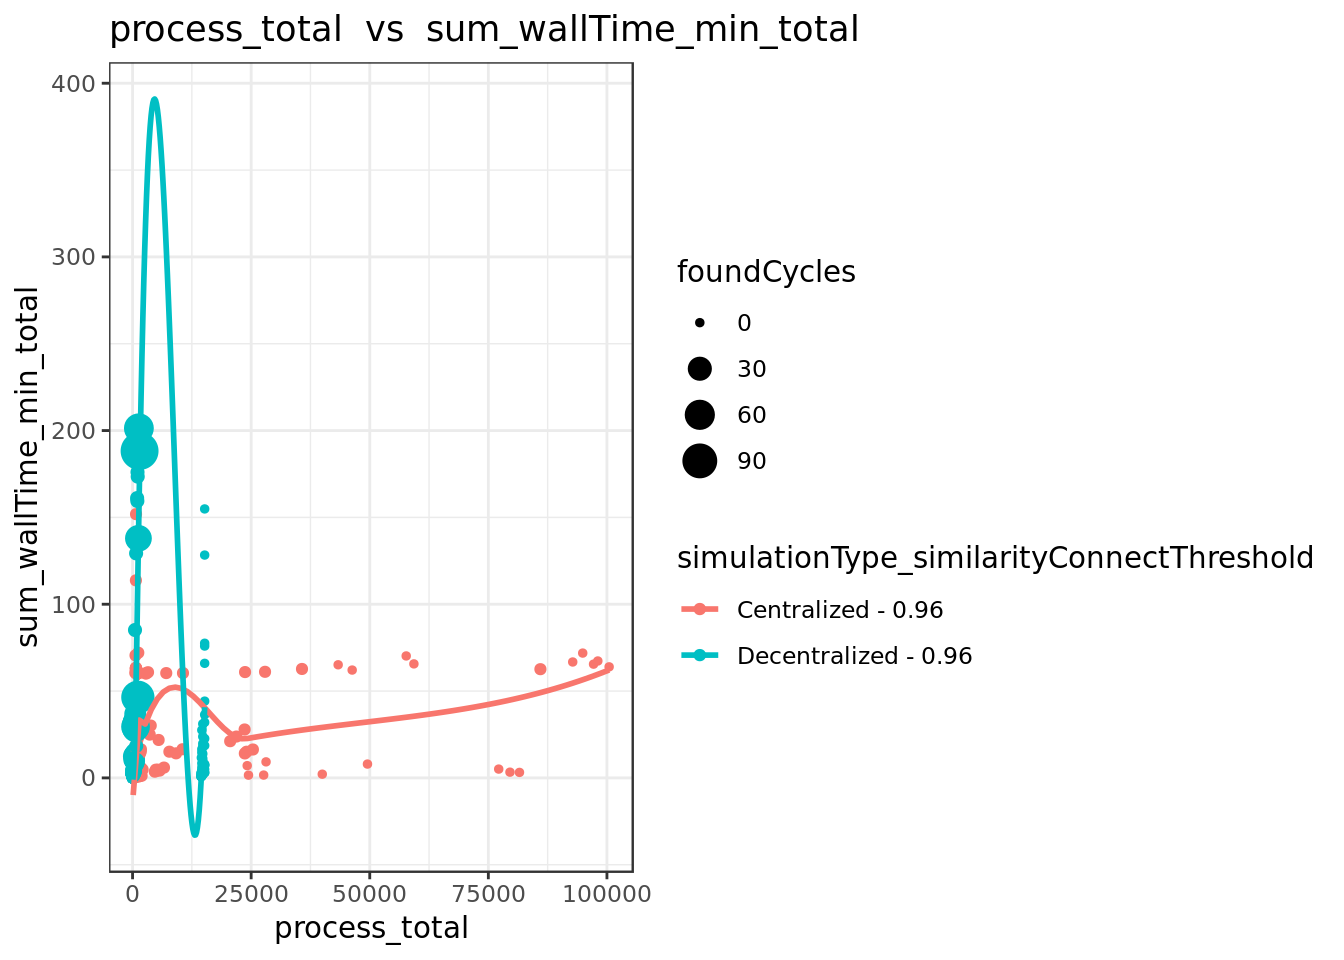 process_total  vs  sum_wallTime_min_total
400
300
200
100
0
sum_wallTime_min_total
0
25000
50000
75000
100000
process_total
foundCycles
0
30
60
90
simulationType_similarityConnectThreshold
Centralized - 0.96
Decentralized - 0.96